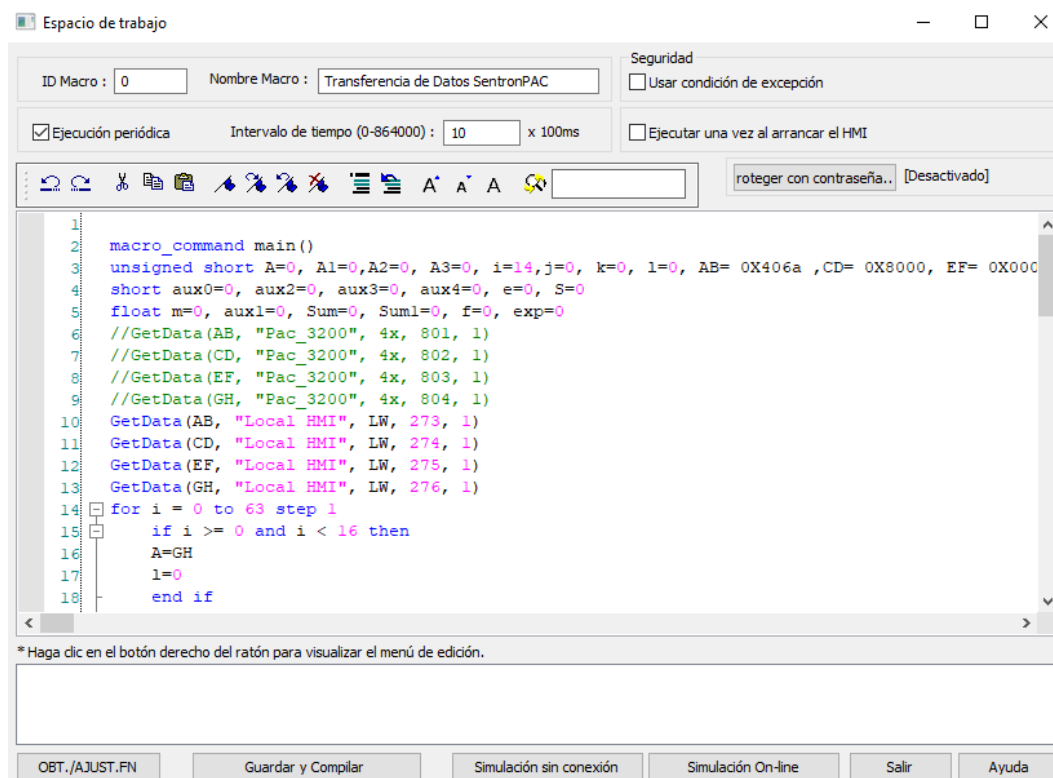 Espacio de trabajo
ID Macro : 0 Nombre Macro : Transferencia de Datos SentronPAC
Seguridad
Usar condición de excepción
Ejecución periódica Intervalo de tiempo (0-864000) : 10 x 100ms
Ejecutar una vez al arrancar el HMI
roteger con contraseña.. [Desactivado]
1
2 macro_command main()
3 unsigned short A=0, A1=0,A2=0, A3=0, i=14,j=0, k=0, l=0, AB= 0X406a ,CD= 0X8000, EF= 0X000
4 short aux0=0, aux2=0, aux3=0, aux4=0, e=0, S=0
5 float m=0, aux1=0, Sum=0, Sum1=0, f=0, exp=0
6 //GetData(AB, "Pac_3200", 4x, 801, 1)
7 //GetData(CD, "Pac_3200", 4x, 802, 1)
8 //GetData(EF, "Pac_3200", 4x, 803, 1)
9 //GetData(GH, "Pac_3200", 4x, 804, 1)
10 GetData(AB, "Local HMI", LW, 273, 1)
11 GetData(CD, "Local HMI", LW, 274, 1)
12 GetData(EF, "Local HMI", LW, 275, 1)
13 GetData(GH, "Local HMI", LW, 276, 1)
14 for i = 0 to 63 step 1
15 if i >= 0 and i < 16 then
16 A=GH
17 l=0
18 end if
* Haga clic en el botón derecho del ratón para visualizar el menú de edición.
OBT./AJUST.FN Guardar y Compilar Simulación sin conexión Simulación On-line Salir Ayuda